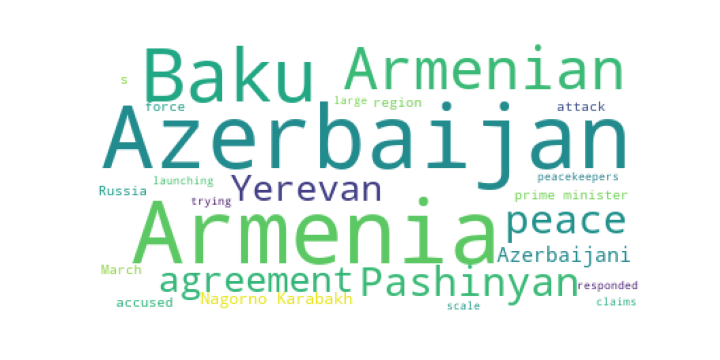 Baku Armenian
s
large region
force attack
Azerbaijan
peacekeepers
launching
Russia Yerevan prime minister
trying
Armenia peace
Azerbaijani
March
agreement Pashinyan responded
Nagorno Karabakh
accused scale claims